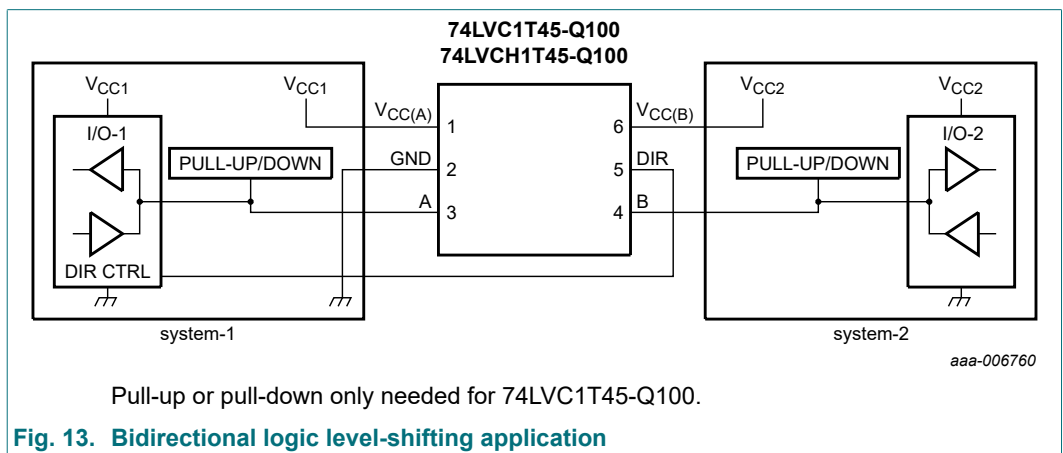 74LVC1T45-Q100
74LVCH1T45-Q100
VCC1
VCC1
VCC(A)
VCC(B)
VCC2
VCC2
I/O-1
1
6
I/O-2
PULL-UP/DOWN
GND
2
5
DIR
PULL-UP/DOWN
A
3
4
B
DIR CTRL
system-1
system-2
aaa-006760
Pull-up or pull-down only needed for 74LVC1T45-Q100.
Fig. 13. Bidirectional logic level-shifting application